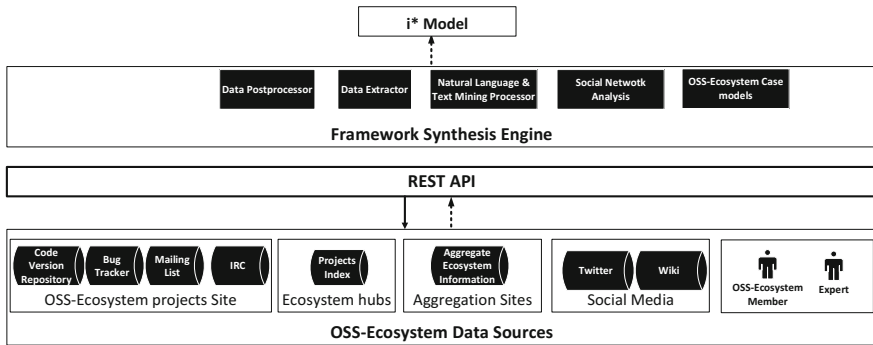 i* Model
Data Postprocessor
Data Extractor
Natural Language &
Text Mining Processor
Social Netwotk
Analysis
OSS-Ecosystem Case
models
Framework Synthesis Engine
REST API
Code
Version
Repository
Bug
Tracker
Mailing
List
IRC
OSS-Ecosystem projects Site
Projects
Index
Ecosystem hubs
Aggregate
Ecosystem
Information
Aggregation Sites
Twitter
Wiki
Social Media
OSS-Ecosystem
Member
Expert
OSS-Ecosystem Data Sources